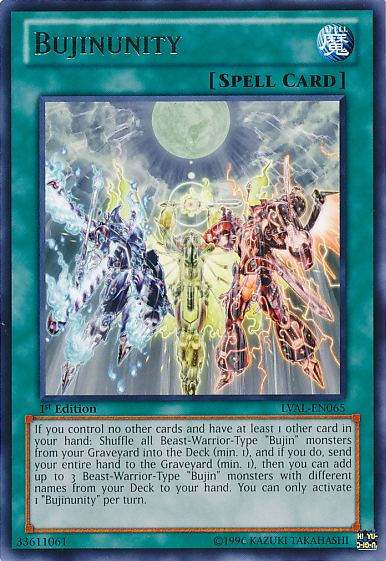 BUJINUNITY
SPELL
魔
[SPELL CARD]
1st Edition
LVAL-EN065
If you control no other cards and have at least 1 other card in
your hand: Shuffle all Beast-Warrior-Type "Bujin" monsters
from your Graveyard into the Deck (min. 1), and if you do, send
your entire hand to the Graveyard (min. 1), then you can add
up to 3 Beast-Warrior-Type "Bujin" monsters with different
names from your Deck to your hand. You can only activate
1 "Bujinunity" per turn.
33611061
©1996 KAZUKI TAKAHASHI